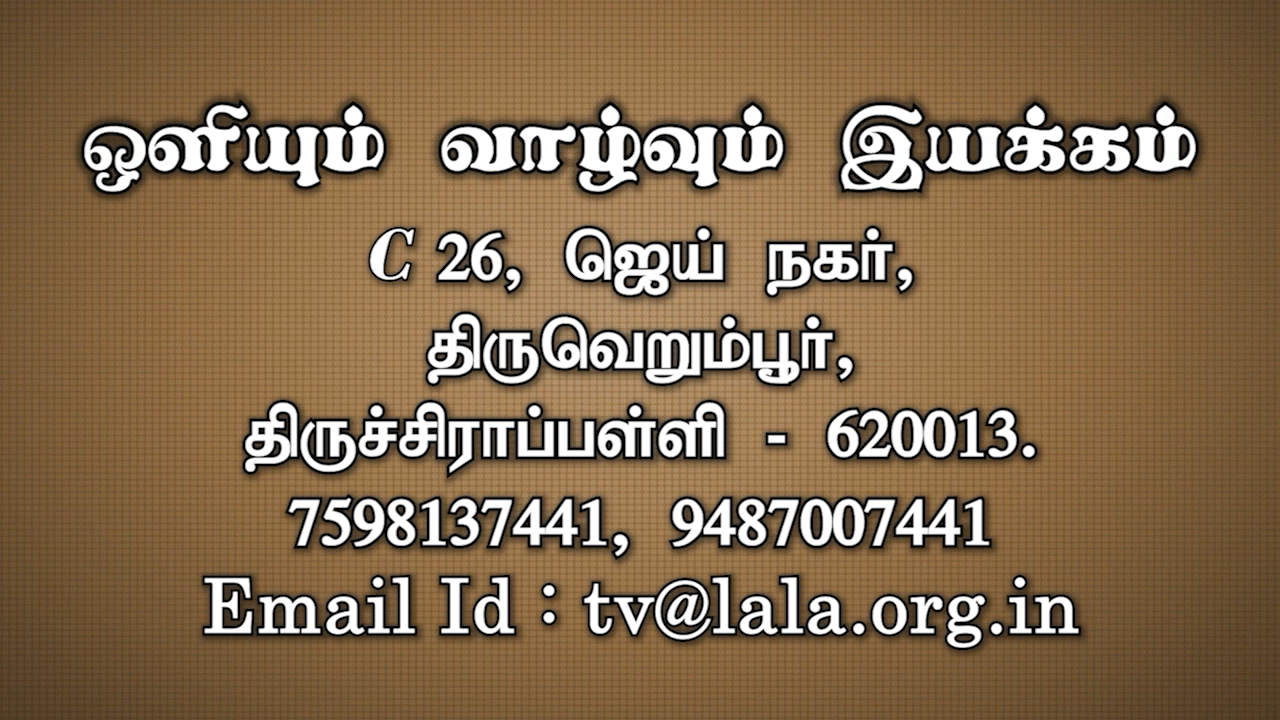 ஒளியும் வாழ்வும் இயக்கம்
C 26, ஜெய் நகர்,
திருவெறும்பூர்,
திருச்சிராப்பள்ளி - 620013.
7598137441, 9487007441
Email Id : tv@lala.org.in